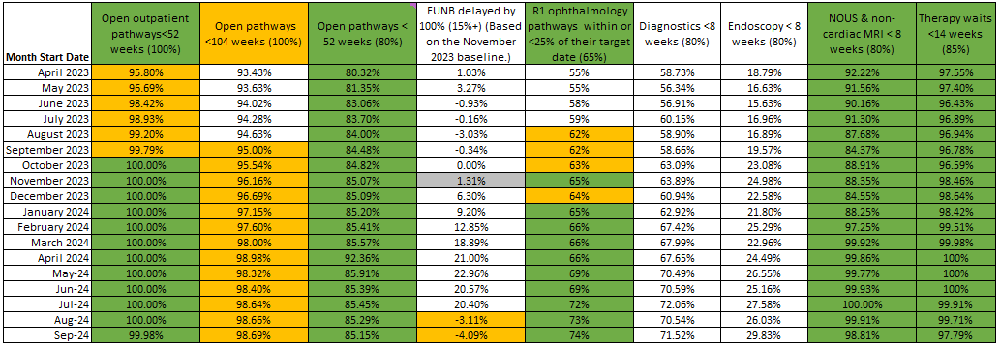 Month Start Date | Open outpatient pathways<52 weeks (100%) | Open pathways <104 weeks (100%) | Open pathways < 52 weeks (80%) | FUNB delayed by 100% (15%+) (Based on the November 2023 baseline.) | R1 ophthalmology pathways within or <25% of their target date (65%) | Diagnostics <8 weeks (80%) | Endoscopy < 8 weeks (80%) | NOUS & non-cardiac MRI < 8 weeks (80%) | Therapy waits <14 weeks (85%)
April 2023 | 95.80% | 93.43% | 80.32% | 1.03% | 55% | 58.73% | 18.79% | 92.22% | 97.55%
May 2023 | 96.69% | 93.63% | 81.35% | 3.27% | 55% | 56.34% | 16.63% | 91.56% | 97.40%
June 2023 | 98.42% | 94.02% | 83.06% | -0.93% | 58% | 56.91% | 15.63% | 90.16% | 96.43%
July 2023 | 98.93% | 94.28% | 83.70% | -0.16% | 59% | 60.15% | 16.96% | 91.30% | 96.89%
August 2023 | 99.20% | 94.63% | 84.00% | -3.03% | 62% | 58.90% | 16.89% | 87.68% | 96.94%
September 2023 | 99.79% | 95.00% | 84.48% | -0.34% | 62% | 58.66% | 19.57% | 84.37% | 96.78%
October 2023 | 100.00% | 95.54% | 84.82% | 0.00% | 63% | 63.09% | 23.08% | 88.91% | 96.59%
November 2023 | 100.00% | 96.16% | 85.07% | 1.31% | 65% | 63.89% | 24.98% | 88.35% | 98.46%
December 2023 | 100.00% | 96.69% | 85.09% | 6.30% | 64% | 60.94% | 22.58% | 84.55% | 98.64%
January 2024 | 100.00% | 97.15% | 85.20% | 9.20% | 65% | 62.92% | 21.80% | 88.25% | 98.42%
February 2024 | 100.00% | 97.60% | 85.41% | 12.85% | 66% | 67.42% | 25.29% | 97.25% | 99.51%
March 2024 | 100.00% | 98.00% | 85.57% | 18.89% | 66% | 67.99% | 22.96% | 99.92% | 99.98%
April 2024 | 100.00% | 98.98% | 92.36% | 21.00% | 66% | 67.65% | 24.49% | 99.86% | 100%
May-24 | 100.00% | 98.32% | 85.91% | 22.96% | 69% | 70.49% | 26.55% | 99.77% | 100%
Jun-24 | 100.00% | 98.40% | 85.39% | 20.57% | 69% | 70.59% | 25.16% | 99.93% | 100%
Jul-24 | 100.00% | 98.64% | 85.45% | 20.40% | 72% | 72.06% | 27.58% | 100.00% | 99.91%
Aug-24 | 100.00% | 98.66% | 85.29% | -3.11% | 73% | 70.54% | 26.03% | 99.91% | 99.71%
Sep-24 | 99.98% | 98.69% | 85.15% | -4.09% | 74% | 71.52% | 29.83% | 98.81% | 97.79%